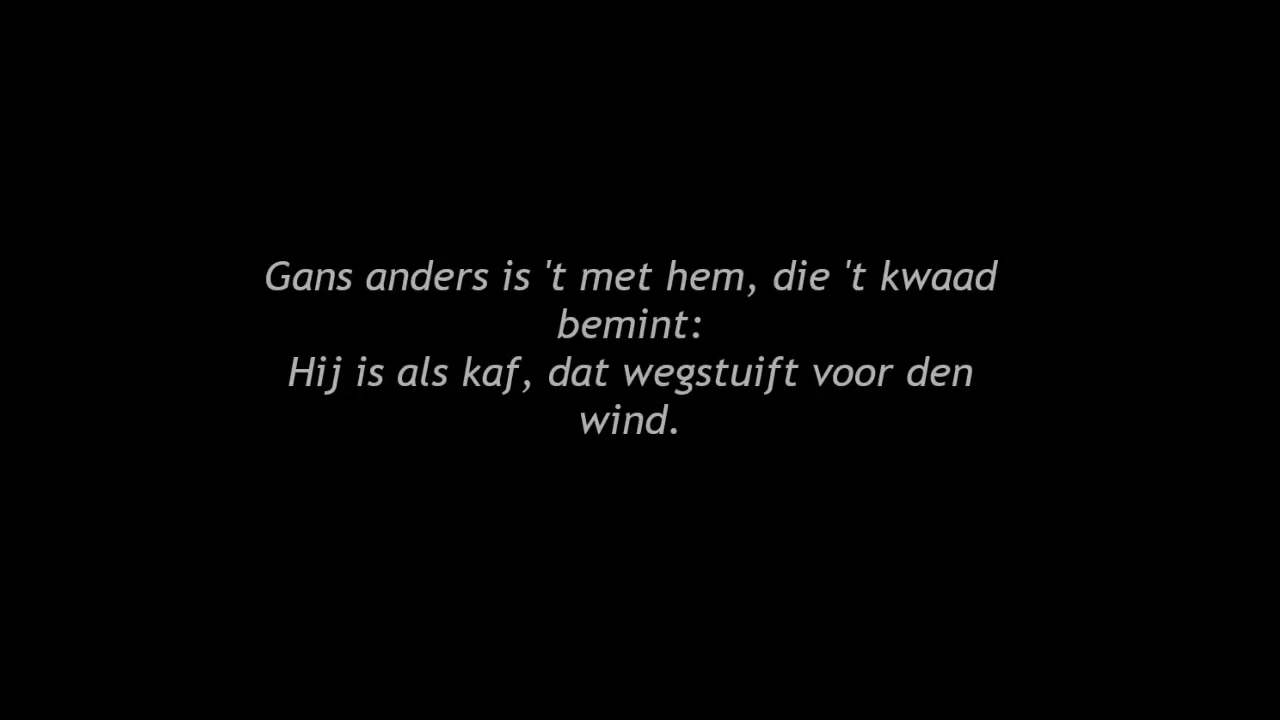 Gans anders is 't met hem, die 't kwaad
bemint:
Hij is als kaf, dat wegstuift voor den
wind.